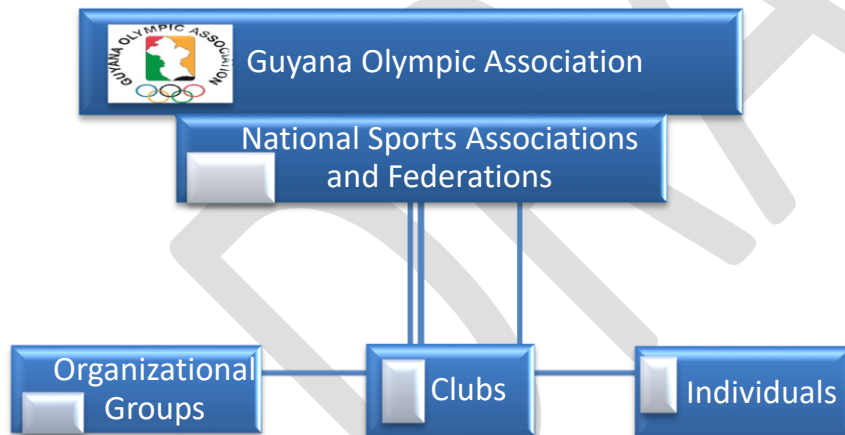 GUYANA OLYMPIC ASSOCIATION
Guyana Olympic Association
National Sports Associations
and Federations
Organizational
Groups
Clubs
Individuals